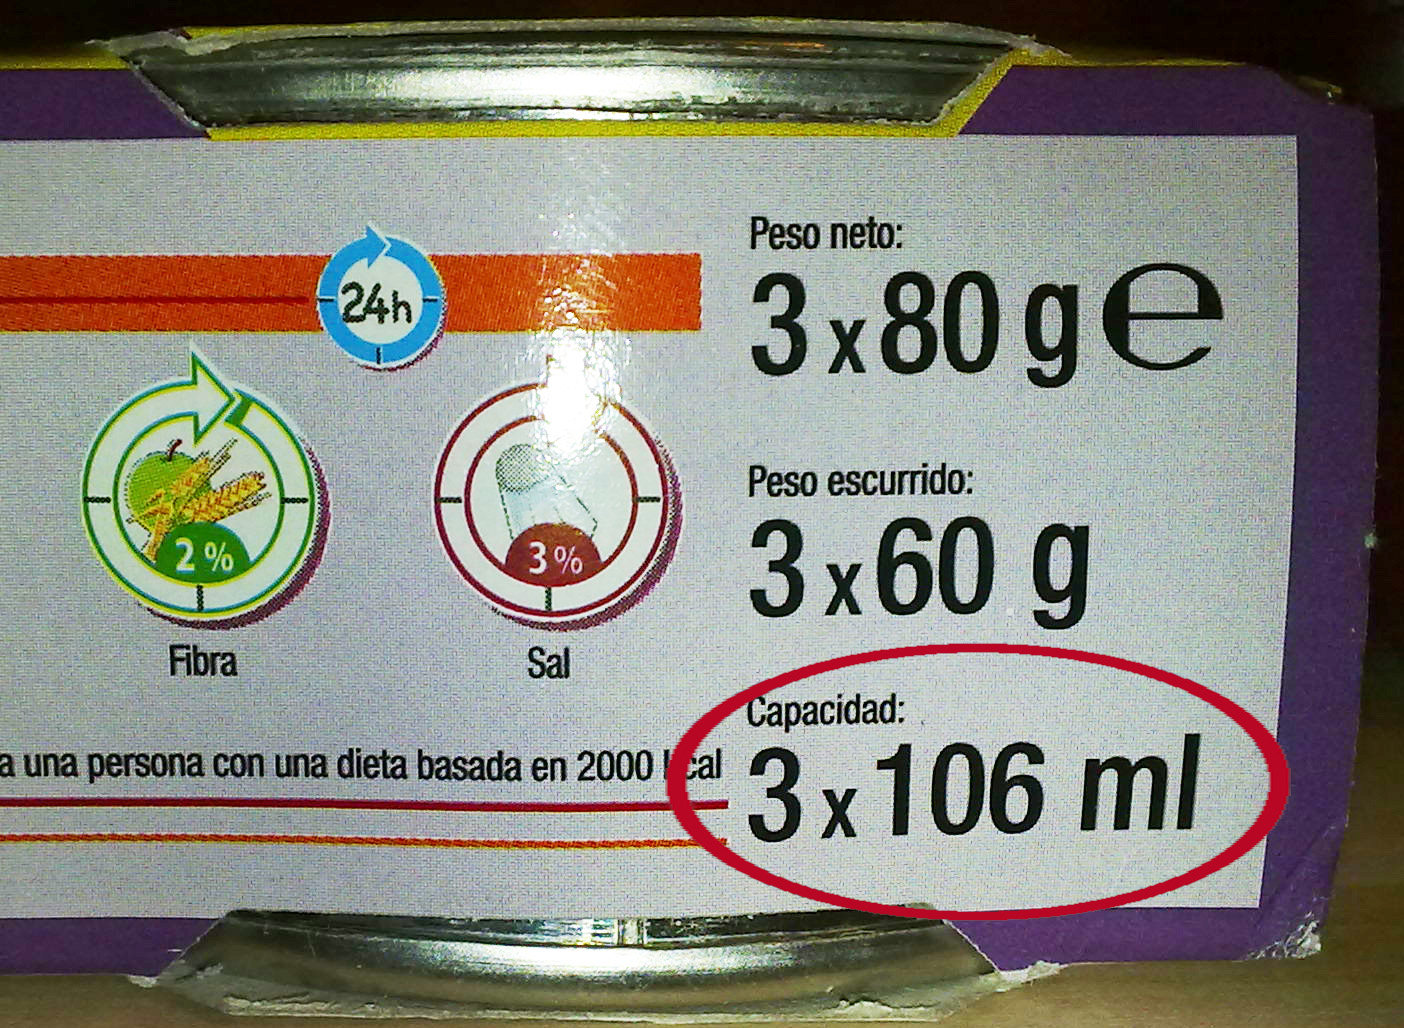 24h
2 %
Fibra
3 %
Sal
a una persona con una dieta basada en 2000 kcal
Peso neto:
3 x 80 g ℮
Peso escurrido:
3 x 60 g
Capacidad:
3 x 106 ml